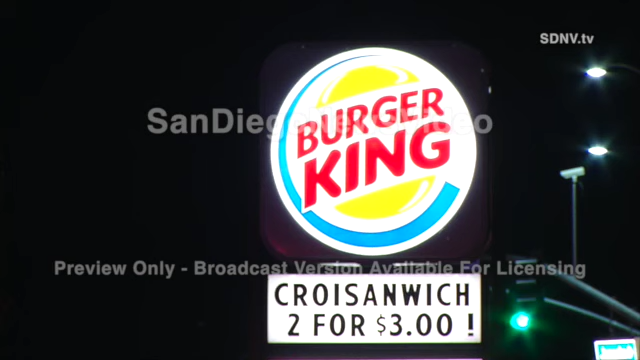 SDNV.tv
BURGER
KING
Preview Only - Broadcast Version Available For Licensing
CROISANWICH
2 FOR $3.00 !